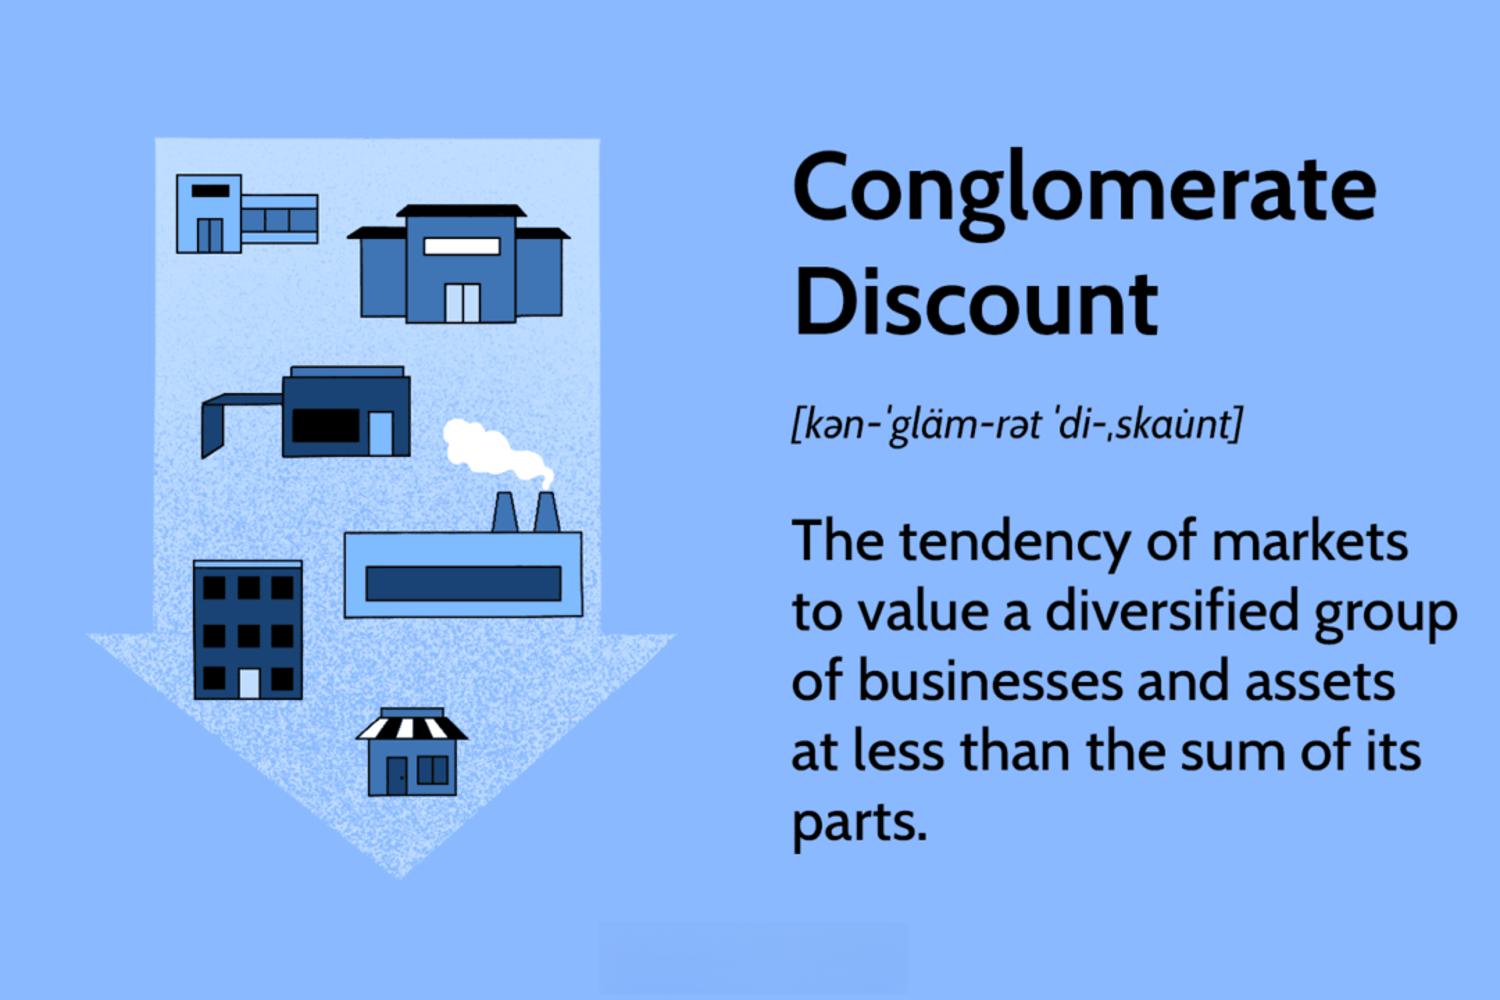 Conglomerate
Discount
[kən-ˈgläm-rət ˈdi-ˌskau̇nt]
The tendency of markets
to value a diversified group
of businesses and assets
at less than the sum of its
parts.